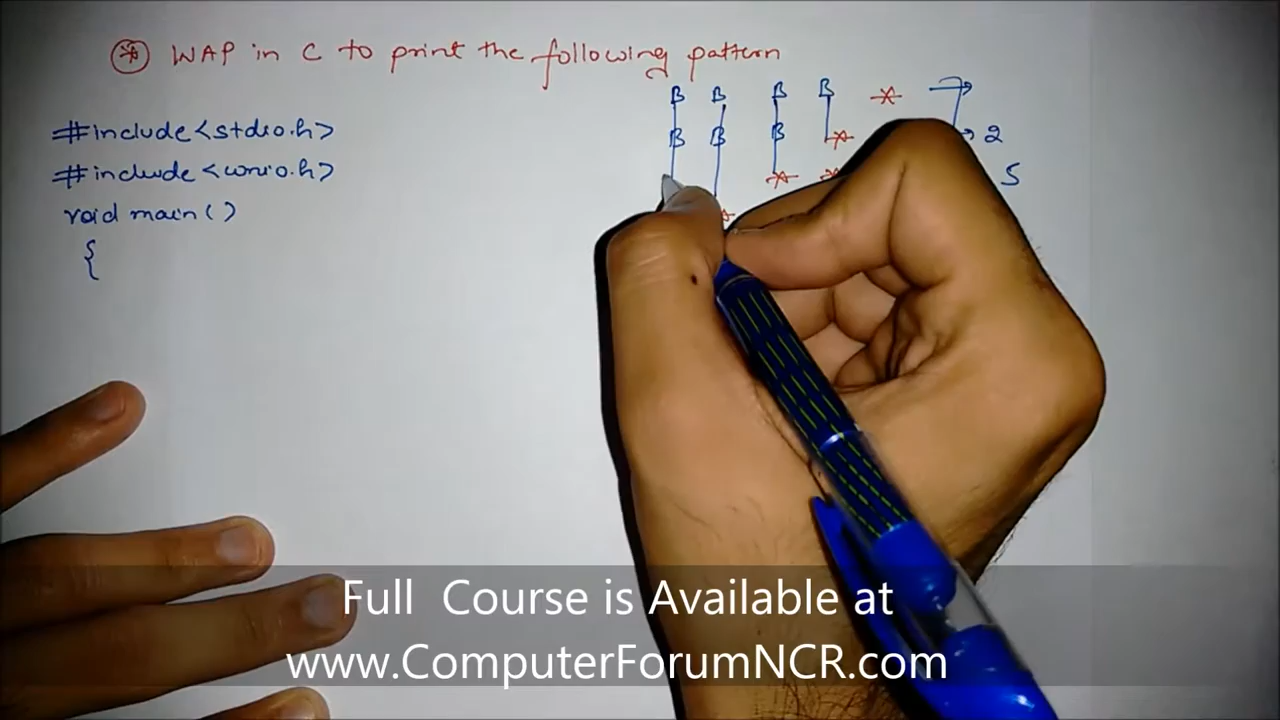 * WAP in C to print the following pattern
B B B B * →
#include<stdio.h>
B B B * → 2
#include<conio.h>
* * S
void main()
*
{
Full Course is Available at
www.ComputerForumNCR.com